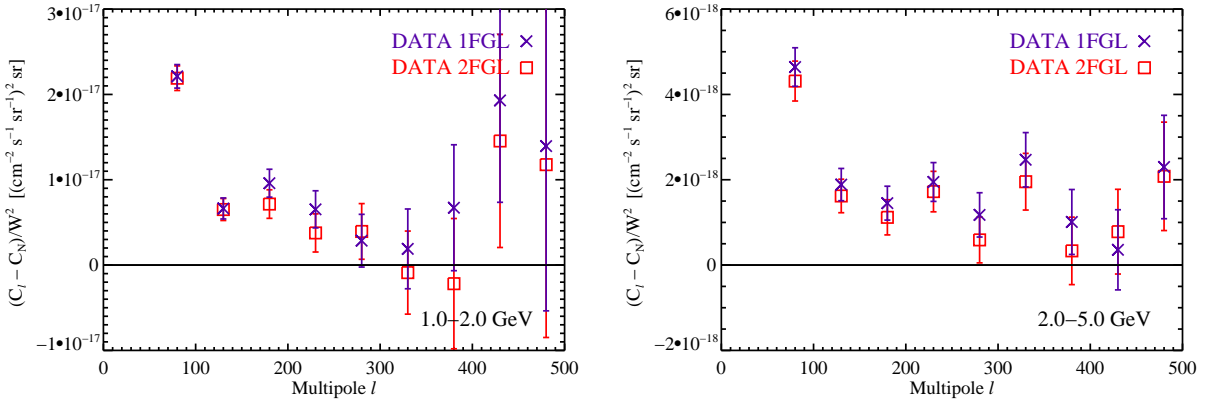 3•10⁻¹⁷
2•10⁻¹⁷
1•10⁻¹⁷
0
−1•10⁻¹⁷
(C_l − C_N)/W² [(cm⁻² s⁻¹ sr⁻¹)² sr]
DATA 1FGL
DATA 2FGL
1.0−2.0 GeV
0 100 200 300 400 500
Multipole l
6•10⁻¹⁸
4•10⁻¹⁸
2•10⁻¹⁸
0
−2•10⁻¹⁸
(C_l − C_N)/W² [(cm⁻² s⁻¹ sr⁻¹)² sr]
DATA 1FGL
DATA 2FGL
2.0−5.0 GeV
0 100 200 300 400 500
Multipole l